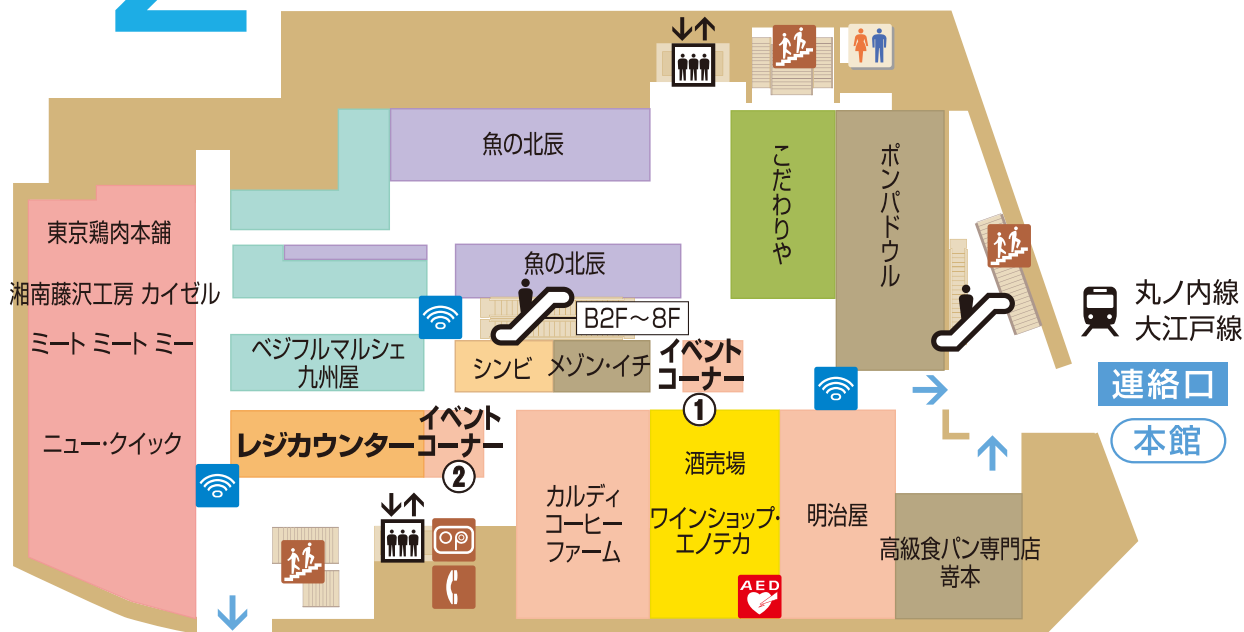 魚の北辰
こだわりや
ポンパドウル
東京鶏肉本舗
湘南藤沢工房 カイゼル
ミート ミート ミー
ニュー・クイック
魚の北辰
B2F～8F
ベジフルマルシェ
九州屋
シンビ
メゾン・イチ
イベント
コーナー
①
丸ノ内線
大江戸線
連絡口
本館
レジカウンター
イベント
コーナー
②
カルディ
コーヒー
ファーム
酒売場
ワインショップ・
エノテカ
明治屋
高級食パン専門店
嵜本
AED